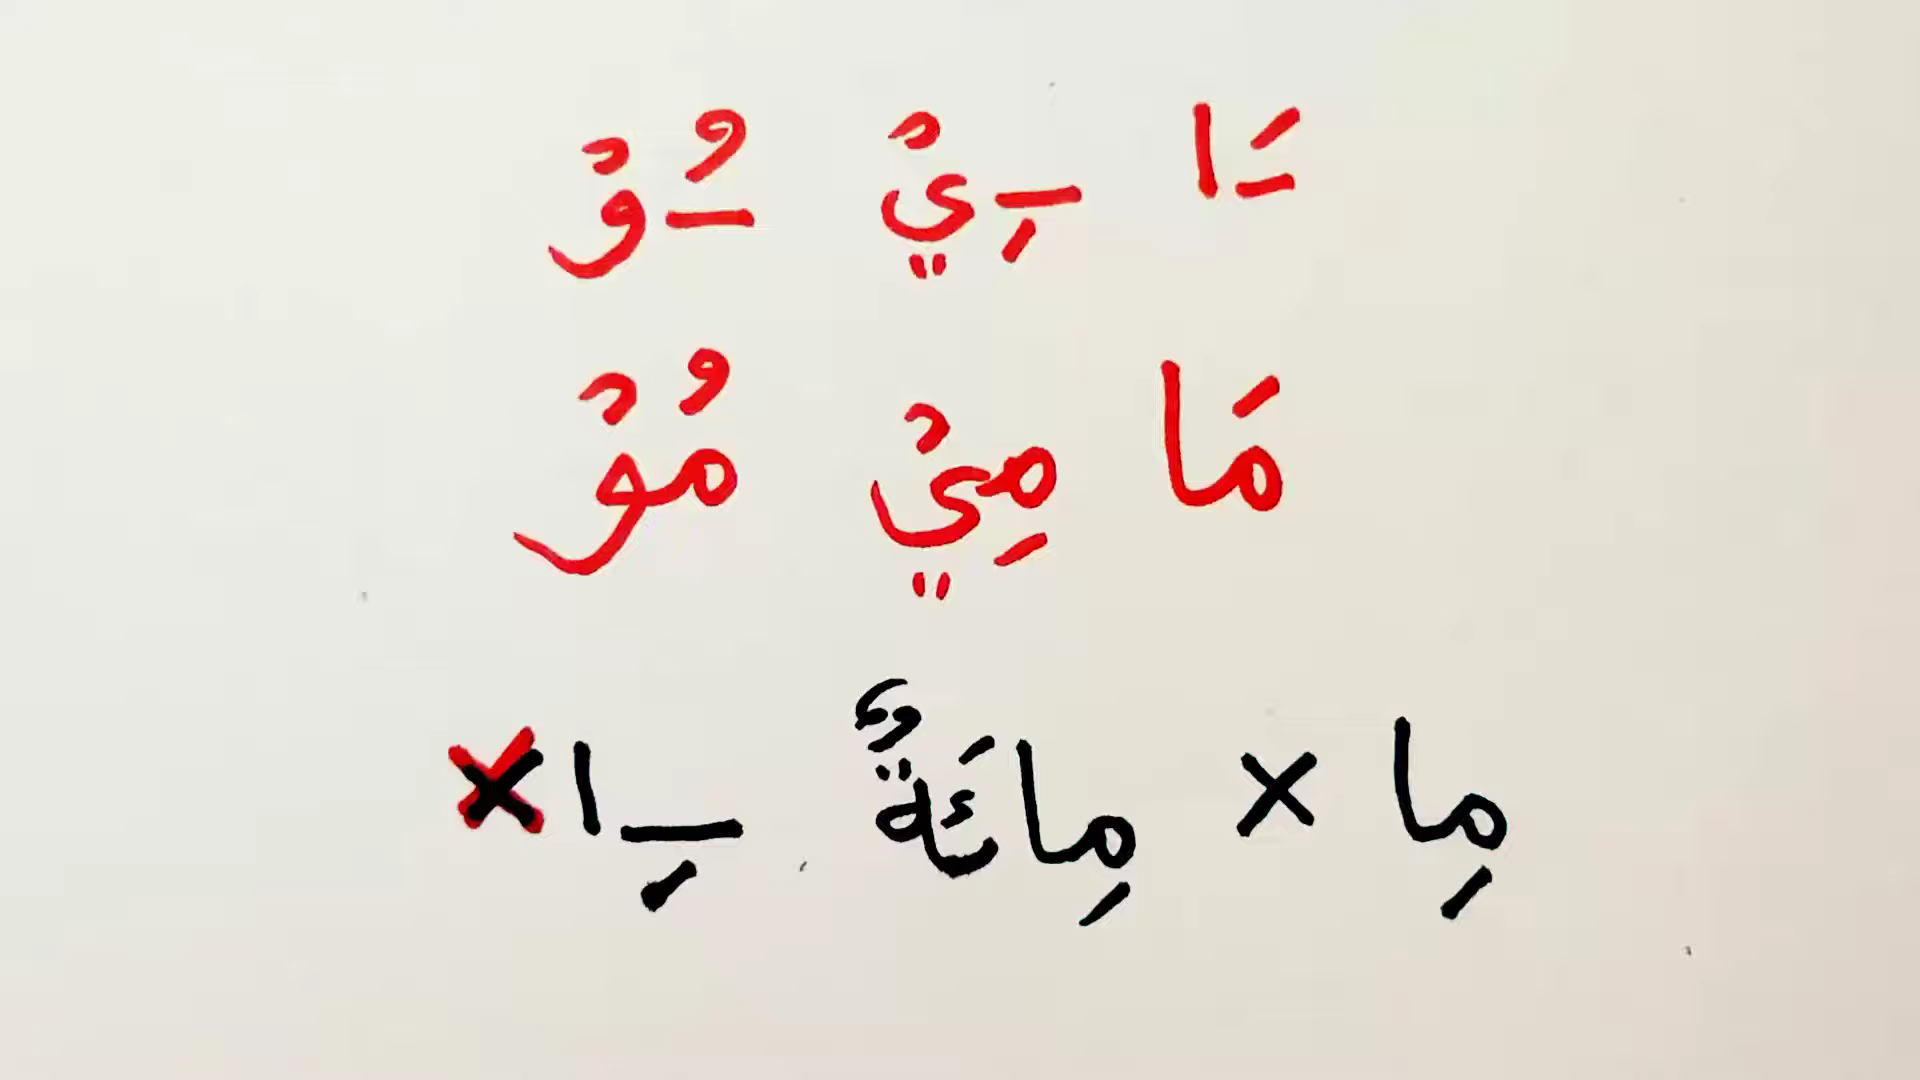 ـَا ـِيْ ـُوْ
مَا مِيْ مُوْ
مِا × مِائَةٌ ـِا ×